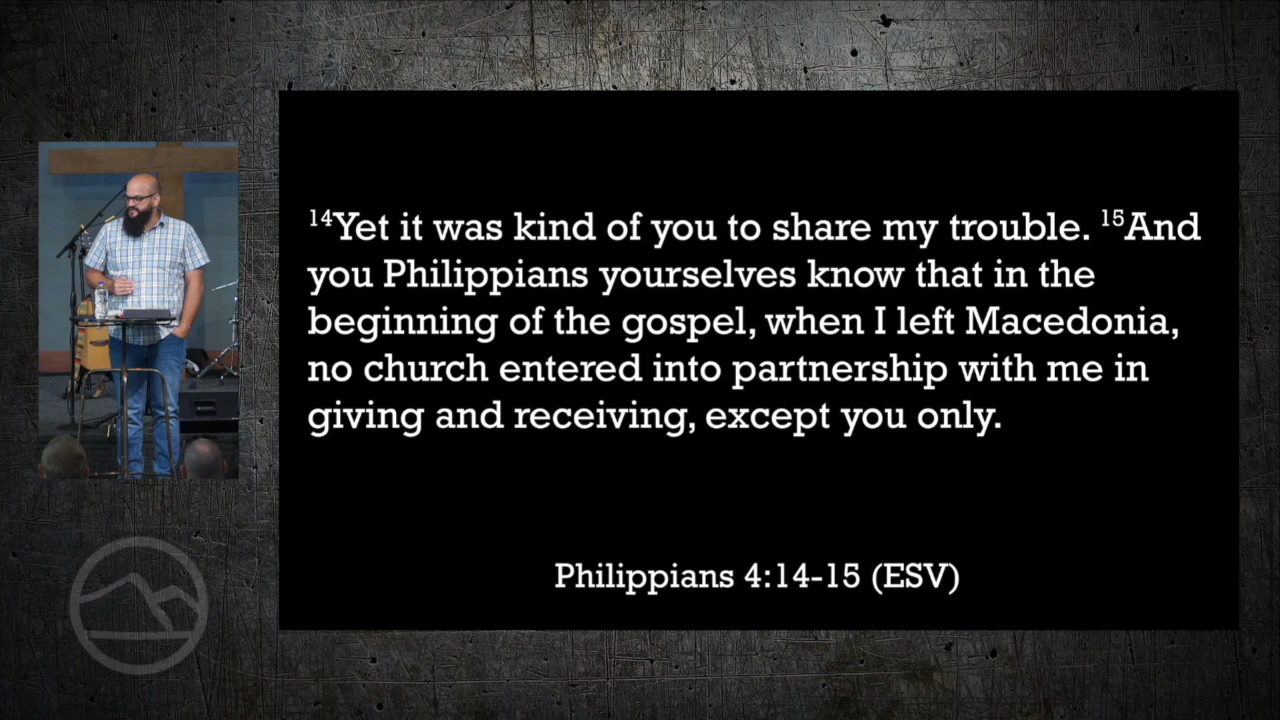 ¹⁴Yet it was kind of you to share my trouble. ¹⁵And
you Philippians yourselves know that in the
beginning of the gospel, when I left Macedonia,
no church entered into partnership with me in
giving and receiving, except you only.
Philippians 4:14-15 (ESV)